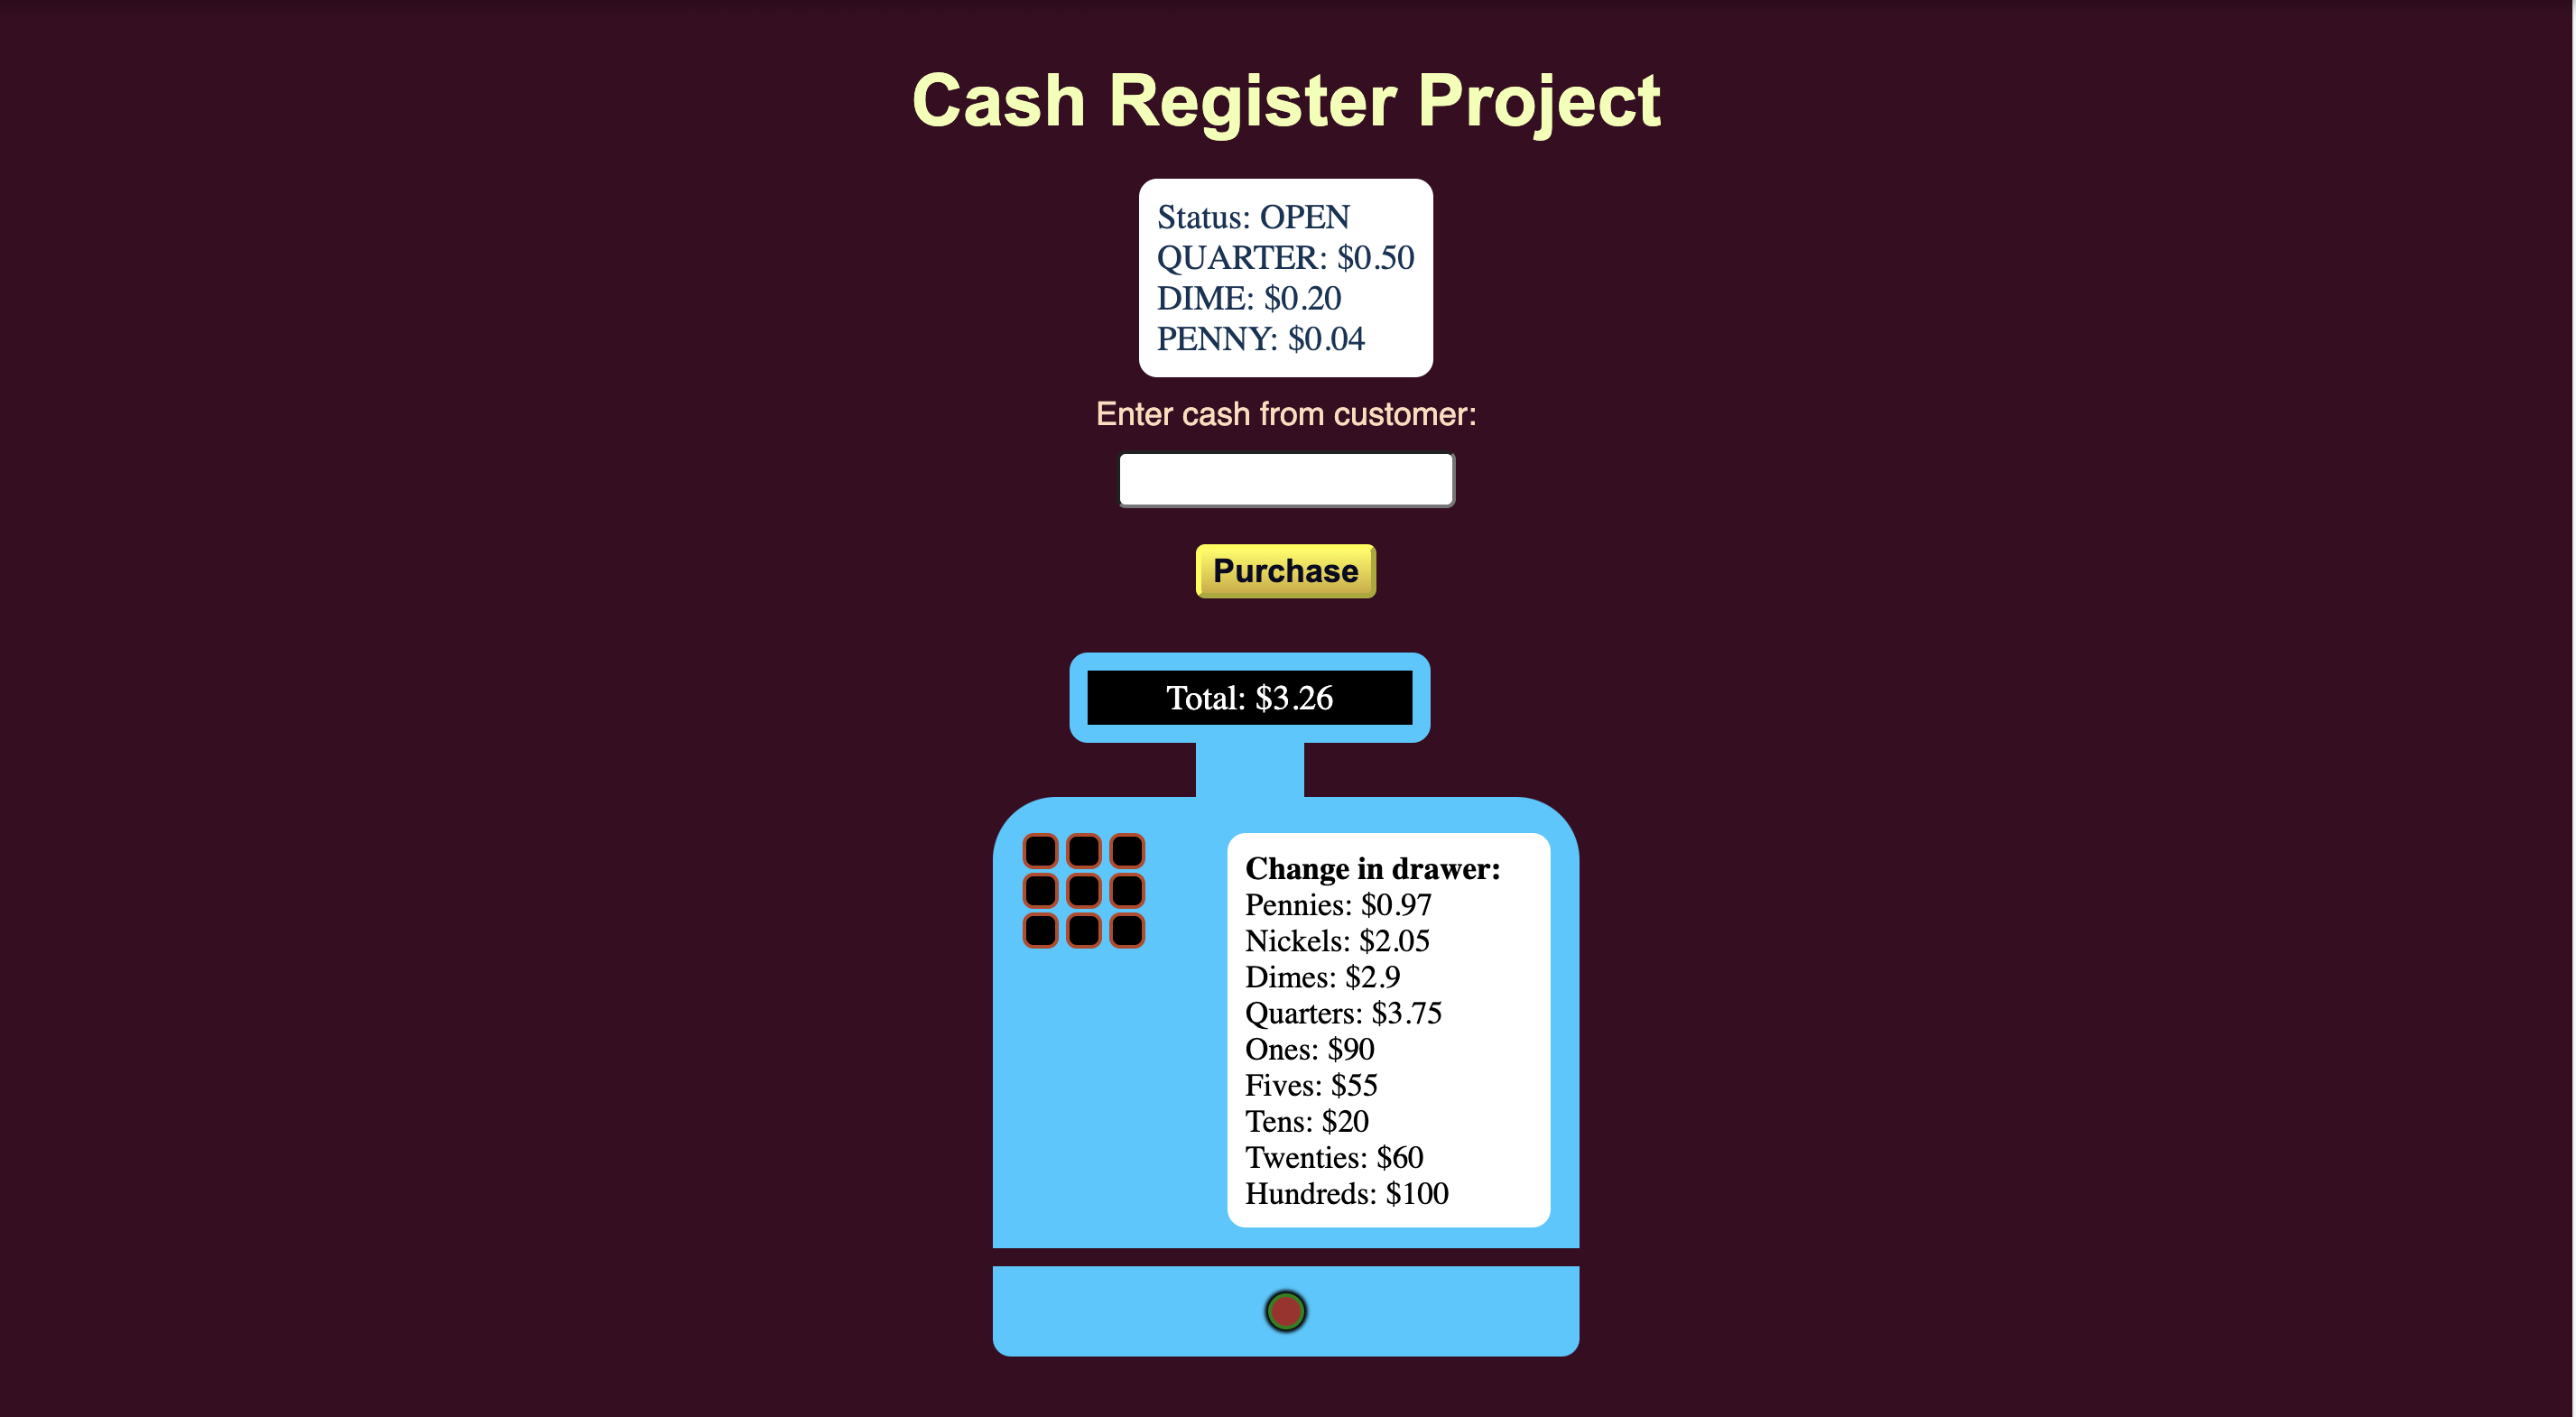 Cash Register Project
Status: OPEN
QUARTER: $0.50
DIME: $0.20
PENNY: $0.04
Enter cash from customer:
Purchase
Total: $3.26
Change in drawer:
Pennies: $0.97
Nickels: $2.05
Dimes: $2.9
Quarters: $3.75
Ones: $90
Fives: $55
Tens: $20
Twenties: $60
Hundreds: $100